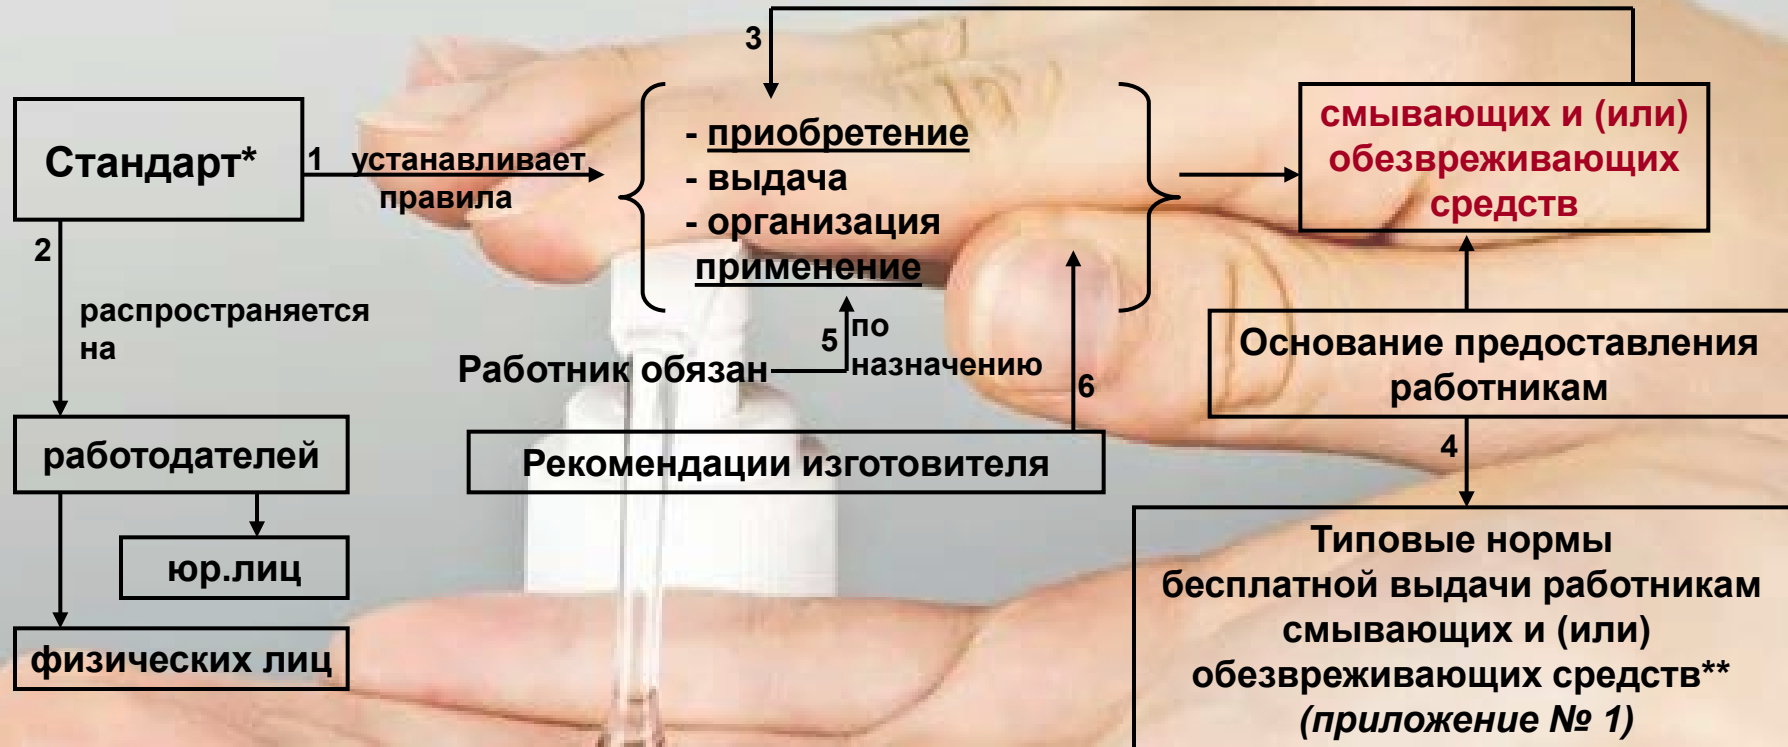 3
Стандарт*
1
устанавливает
правила
- приобретение
- выдача
- организация
применение
смывающих и (или)
обезвреживающих
средств
2
распространяется
на
5
по
назначению
Работник обязан
6
Основание предоставления
работникам
работодателей
Рекомендации изготовителя
4
юр.лиц
физических лиц
Типовые нормы
бесплатной выдачи работникам
смывающих и (или)
обезвреживающих средств**
(приложение № 1)